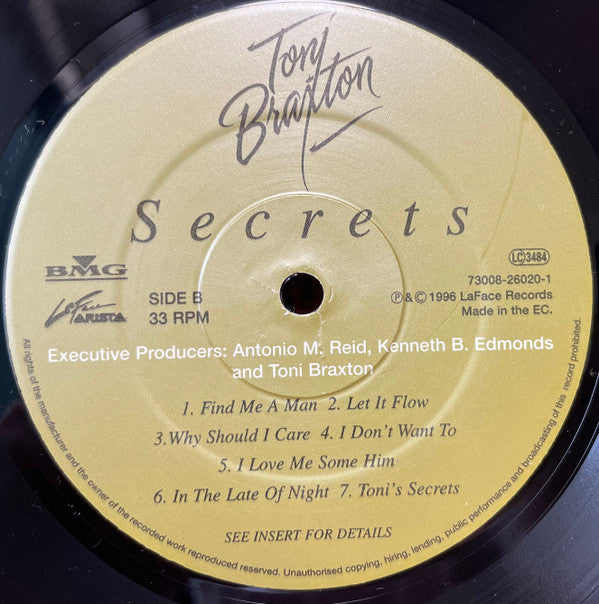 Toni
Braxton
Secrets
BMG
LaFace
ARISTA
SIDE B
33 RPM
LC 3484
73008-26020-1
℗ & © 1996 LaFace Records
Made in the EC.
Executive Producers: Antonio M. Reid, Kenneth B. Edmonds
and Toni Braxton
1. Find Me A Man 2. Let It Flow
3.Why Should I Care 4. I Don't Want To
5. I Love Me Some Him
6. In The Late Of Night 7. Toni's Secrets
SEE INSERT FOR DETAILS
All rights of the manufacturer and the owner of the recorded work reproduced reserved. Unauthorised copying, hiring, lending, public performance and broadcasting of this record prohibited.